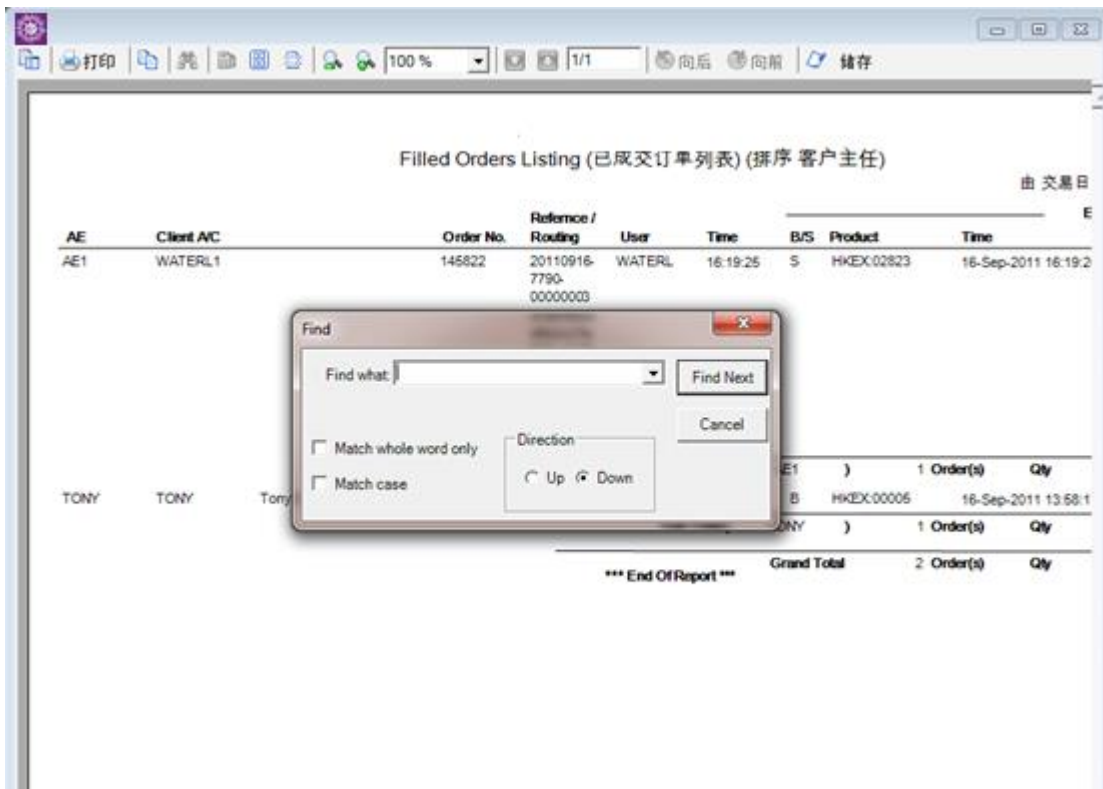 打印 100 % 1/1 向后 向前 储存
Filled Orders Listing (已成交订单列表) (排序 客户主任)
由 交易日
E
Refernce /
AE Client A/C Order No. Routing User Time B/S Product Time
AE1 WATERL1 145822 20110916- WATERL 16:19:25 S HKEX:02823 16-Sep-2011 16:19:2
7790-
00000003
Find
Find what: Find Next
Cancel
Match whole word only Direction
Match case Up Down
AE1 ) 1 Order(s) Qty
TONY TONY Tony B HKEX:00005 16-Sep-2011 13:58:1
TONY ) 1 Order(s) Qty
Grand Total 2 Order(s) Qty
*** End Of Report ***